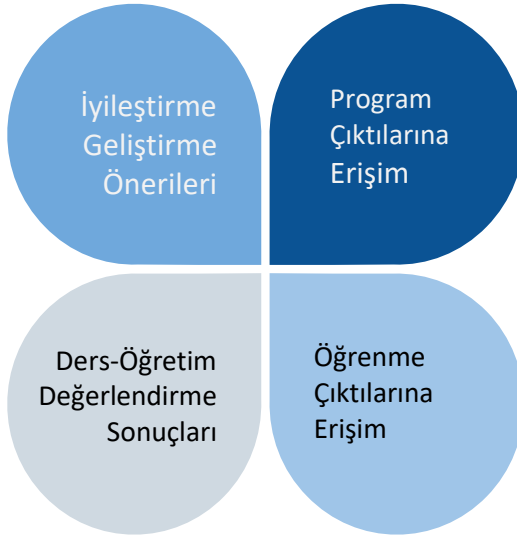 İyileştirme
Geliştirme
Önerileri
Program
Çıktılarına
Erişim
Ders-Öğretim
Değerlendirme
Sonuçları
Öğrenme
Çıktılarına
Erişim